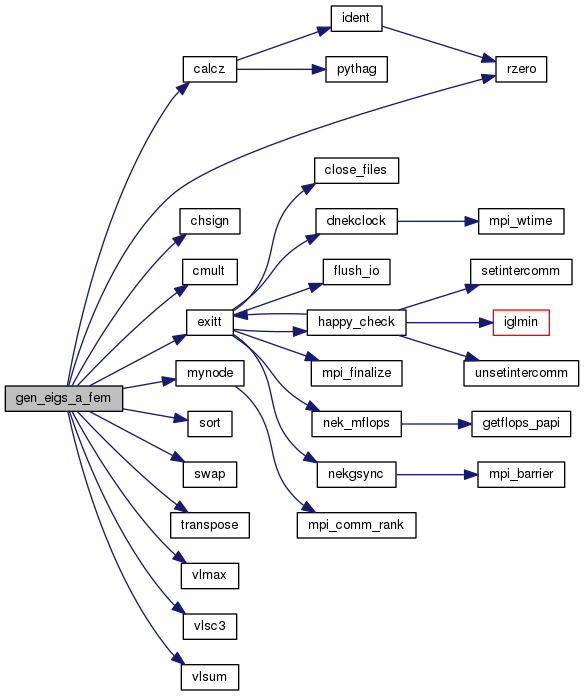 ident
calcz
pythag
rzero
close_files
chsign
dnekclock
mpi_wtime
cmult
flush_io
setintercomm
exitt
happy_check
iglmin
mynode
mpi_finalize
unsetintercomm
gen_eigs_a_fem
sort
nek_mflops
getflops_papi
swap
nekgsync
mpi_barrier
transpose
mpi_comm_rank
vlmax
vlsc3
vlsum